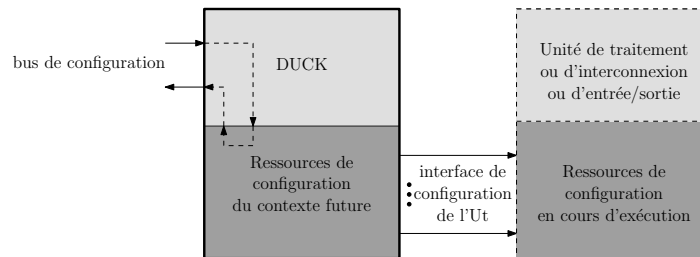 bus de configuration
DUCK
Ressources de
configuration
du contexte future
interface de
configuration
de l'Ut
Unité de traitement
ou d'interconnexion
ou d'entrée/sortie
Ressources de
configuration
en cours d'exécution